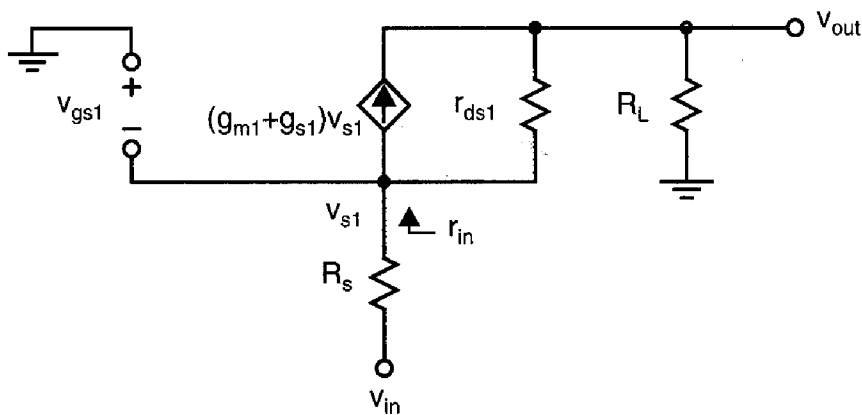 v_out
+
v_gs1
−
(g_m1+g_s1)v_s1
r_ds1
R_L
v_s1
r_in
R_s
v_in